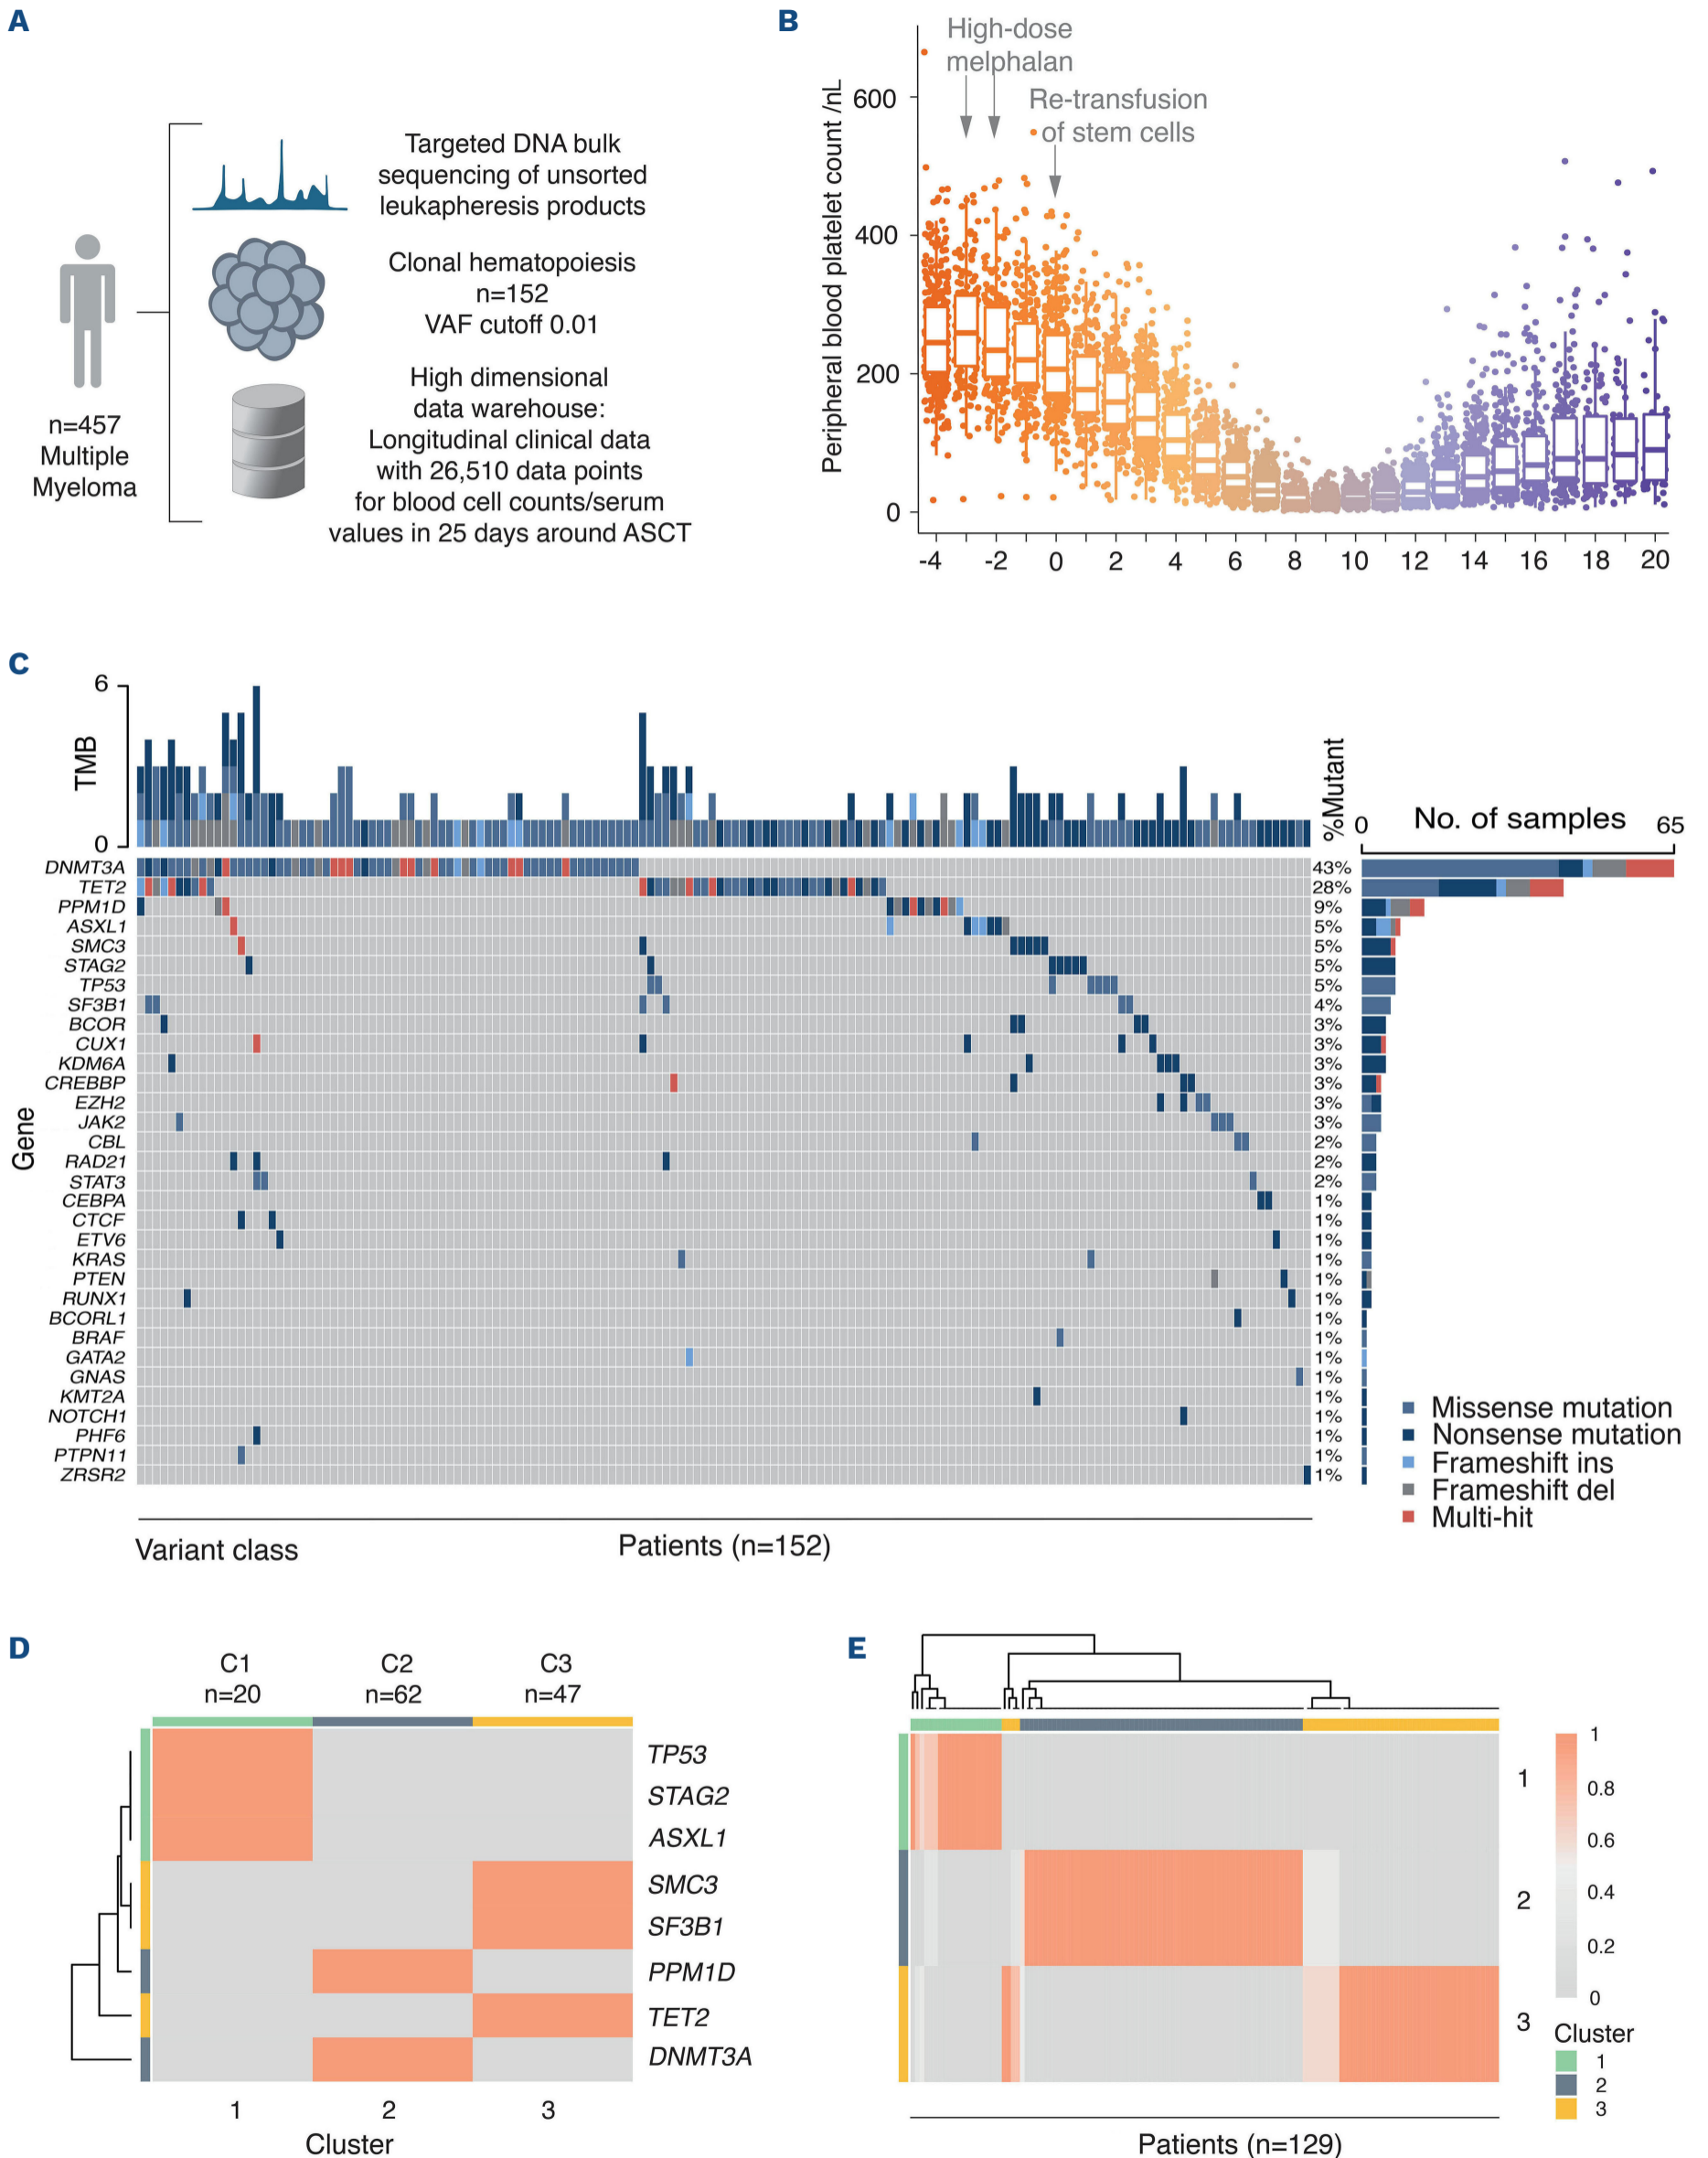 A
Targeted DNA bulk
sequencing of unsorted
leukapheresis products
Clonal hematopoiesis
n=152
VAF cutoff 0.01
High dimensional
data warehouse:
Longitudinal clinical data
with 26,510 data points
for blood cell counts/serum
values in 25 days around ASCT
n=457
Multiple
Myeloma
B
High-dose
melphalan
Re-transfusion
of stem cells
Peripheral blood platelet count /nL
600
400
200
0
-4 -2 0 2 4 6 8 10 12 14 16 18 20
C
TMB
6
0
%Mutant
No. of samples
0 65
Gene
DNMT3A 43%
TET2 28%
PPM1D 9%
ASXL1 5%
SMC3 5%
STAG2 5%
TP53 5%
SF3B1 4%
BCOR 3%
CUX1 3%
KDM6A 3%
CREBBP 3%
EZH2 3%
JAK2 3%
CBL 2%
RAD21 2%
STAT3 2%
CEBPA 1%
CTCF 1%
ETV6 1%
KRAS 1%
PTEN 1%
RUNX1 1%
BCORL1 1%
BRAF 1%
GATA2 1%
GNAS 1%
KMT2A 1%
NOTCH1 1%
PHF6 1%
PTPN11 1%
ZRSR2 1%
Missense mutation
Nonsense mutation
Frameshift ins
Frameshift del
Multi-hit
Variant class
Patients (n=152)
D
C1 C2 C3
n=20 n=62 n=47
TP53
STAG2
ASXL1
SMC3
SF3B1
PPM1D
TET2
DNMT3A
1 2 3
Cluster
E
1
2
3
1
0.8
0.6
0.4
0.2
0
Cluster
1
2
3
Patients (n=129)